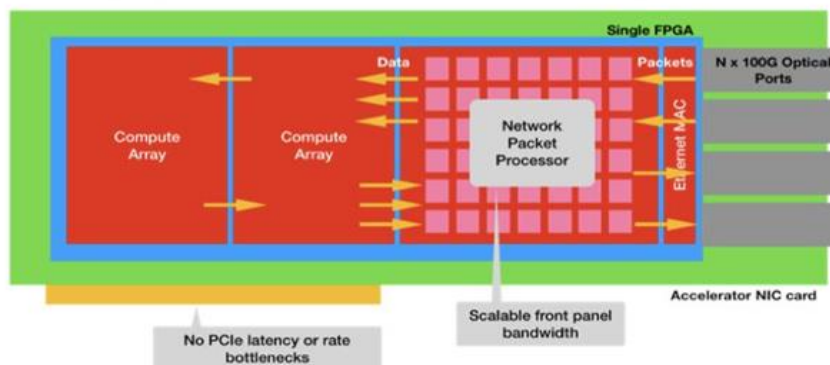 Single FPGA
Data
Packets
N x 100G Optical
Ports
Compute
Array
Compute
Array
Network
Packet
Processor
Ethernet MAC
Accelerator NIC card
Scalable front panel
bandwidth
No PCIe latency or rate
bottlenecks